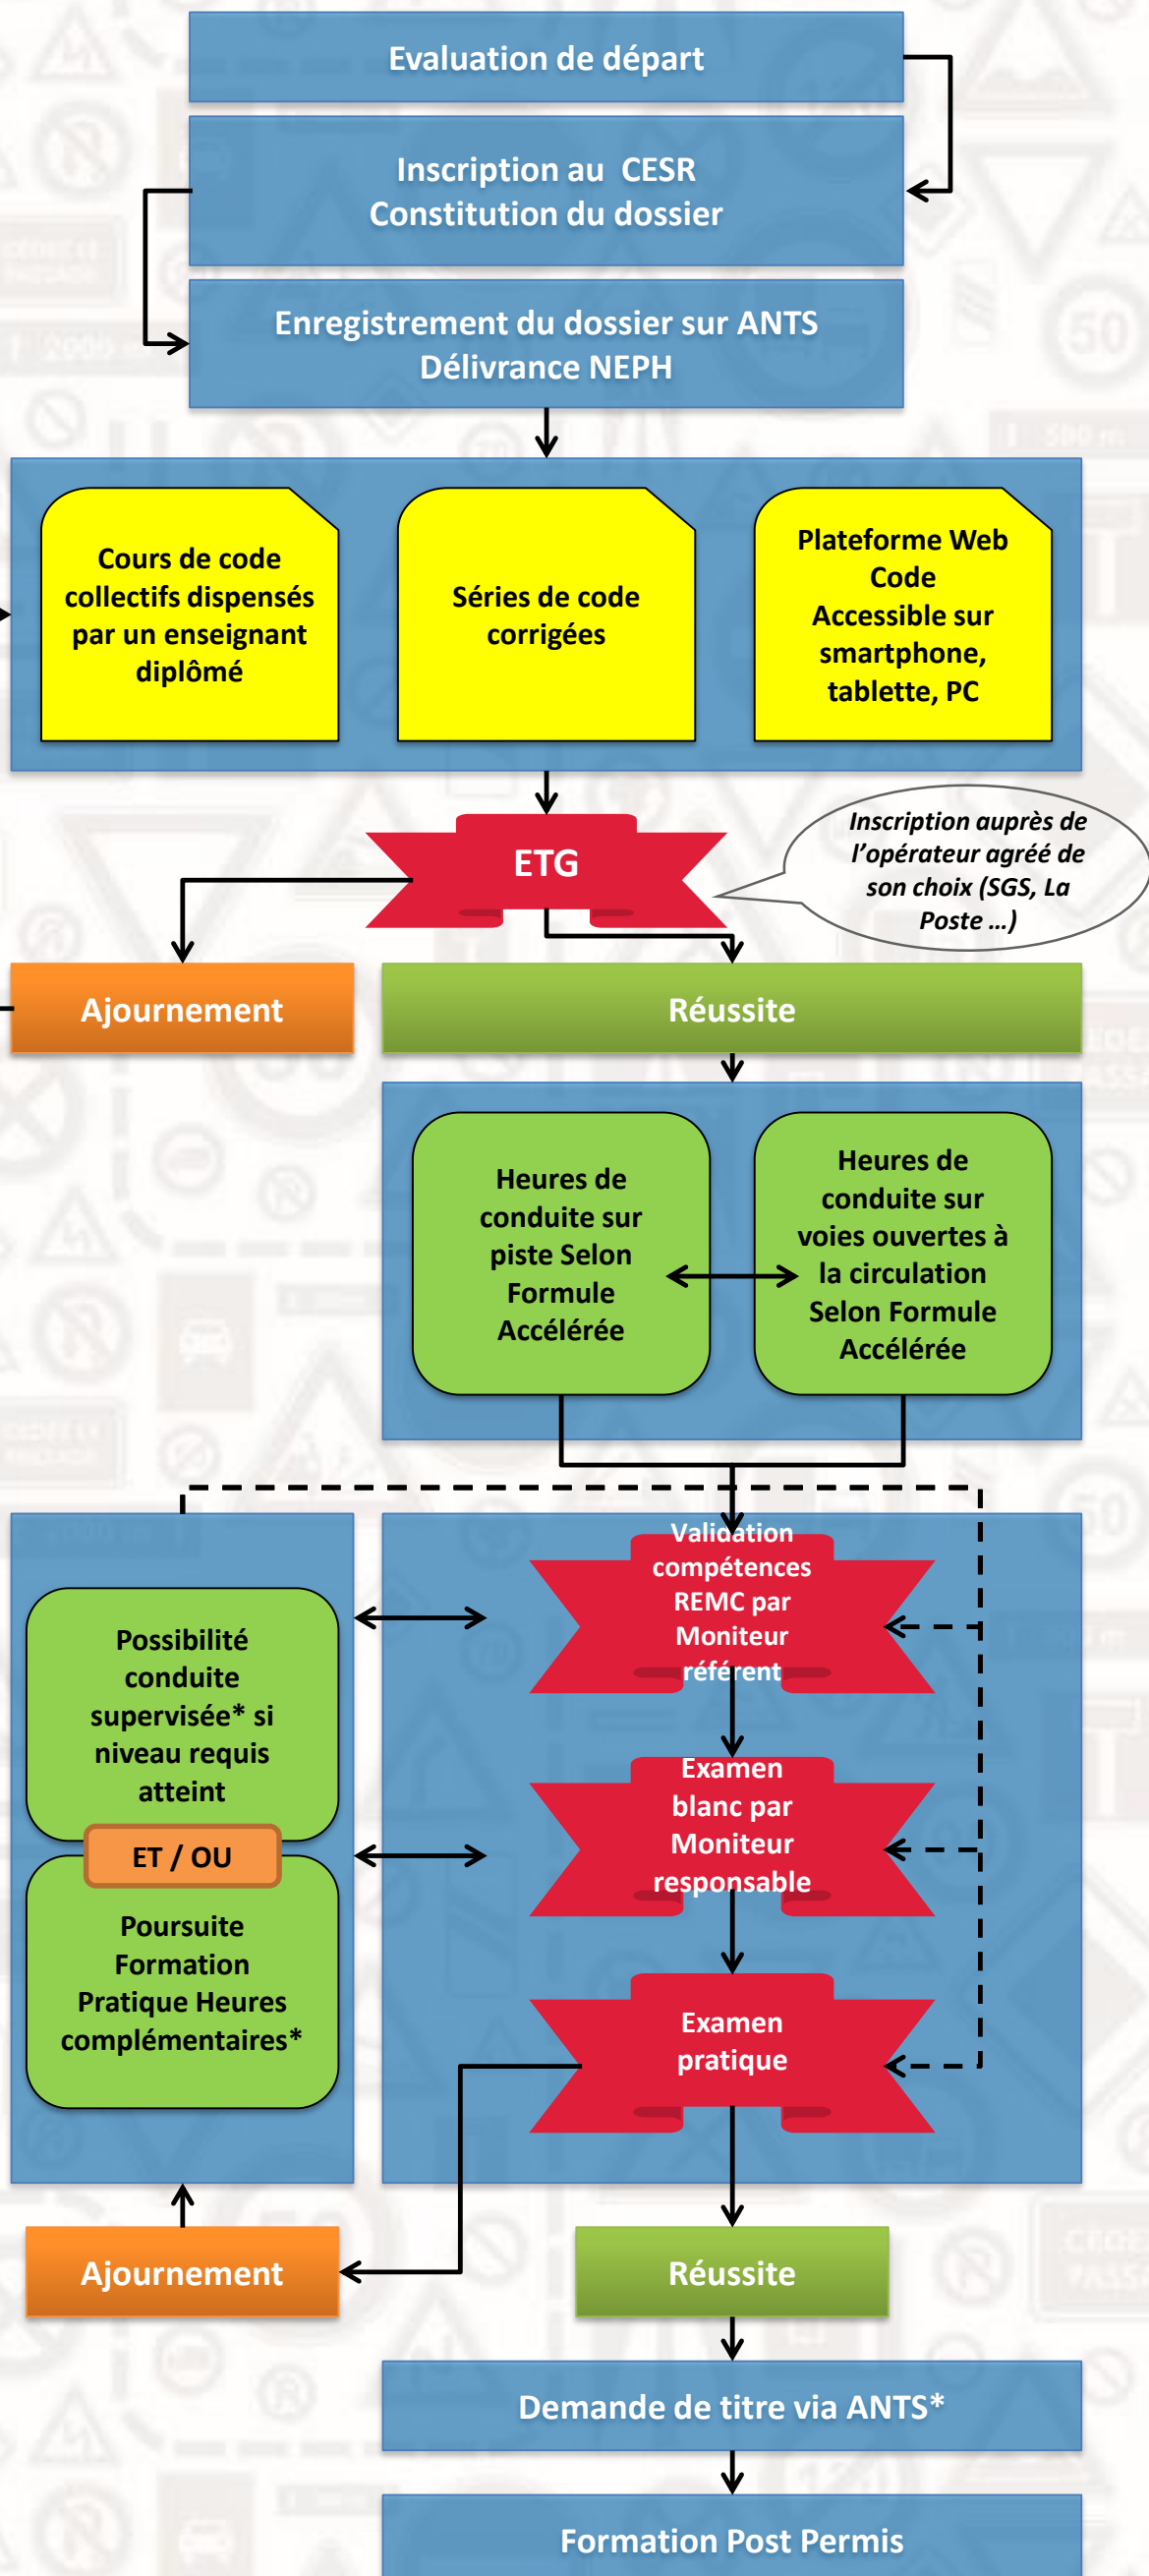 Evaluation de départ
Inscription au CESR
Constitution du dossier
Enregistrement du dossier sur ANTS
Délivrance NEPH
Cours de code
collectifs dispensés
par un enseignant
diplômé
Séries de code
corrigées
Plateforme Web
Code
Accessible sur
smartphone,
tablette, PC
ETG
Inscription auprès de
l'opérateur agréé de
son choix (SGS, La
Poste ...)
Ajournement
Réussite
Heures de
conduite sur
piste Selon
Formule
Accélérée
Heures de
conduite sur
voies ouvertes à
la circulation
Selon Formule
Accélérée
Validation
compétences
REMC par
Moniteur
référent
Possibilité
conduite
supervisée* si
niveau requis
atteint
ET / OU
Poursuite
Formation
Pratique Heures
complémentaires*
Examen
blanc par
Moniteur
responsable
Examen
pratique
Ajournement
Réussite
Demande de titre via ANTS*
Formation Post Permis